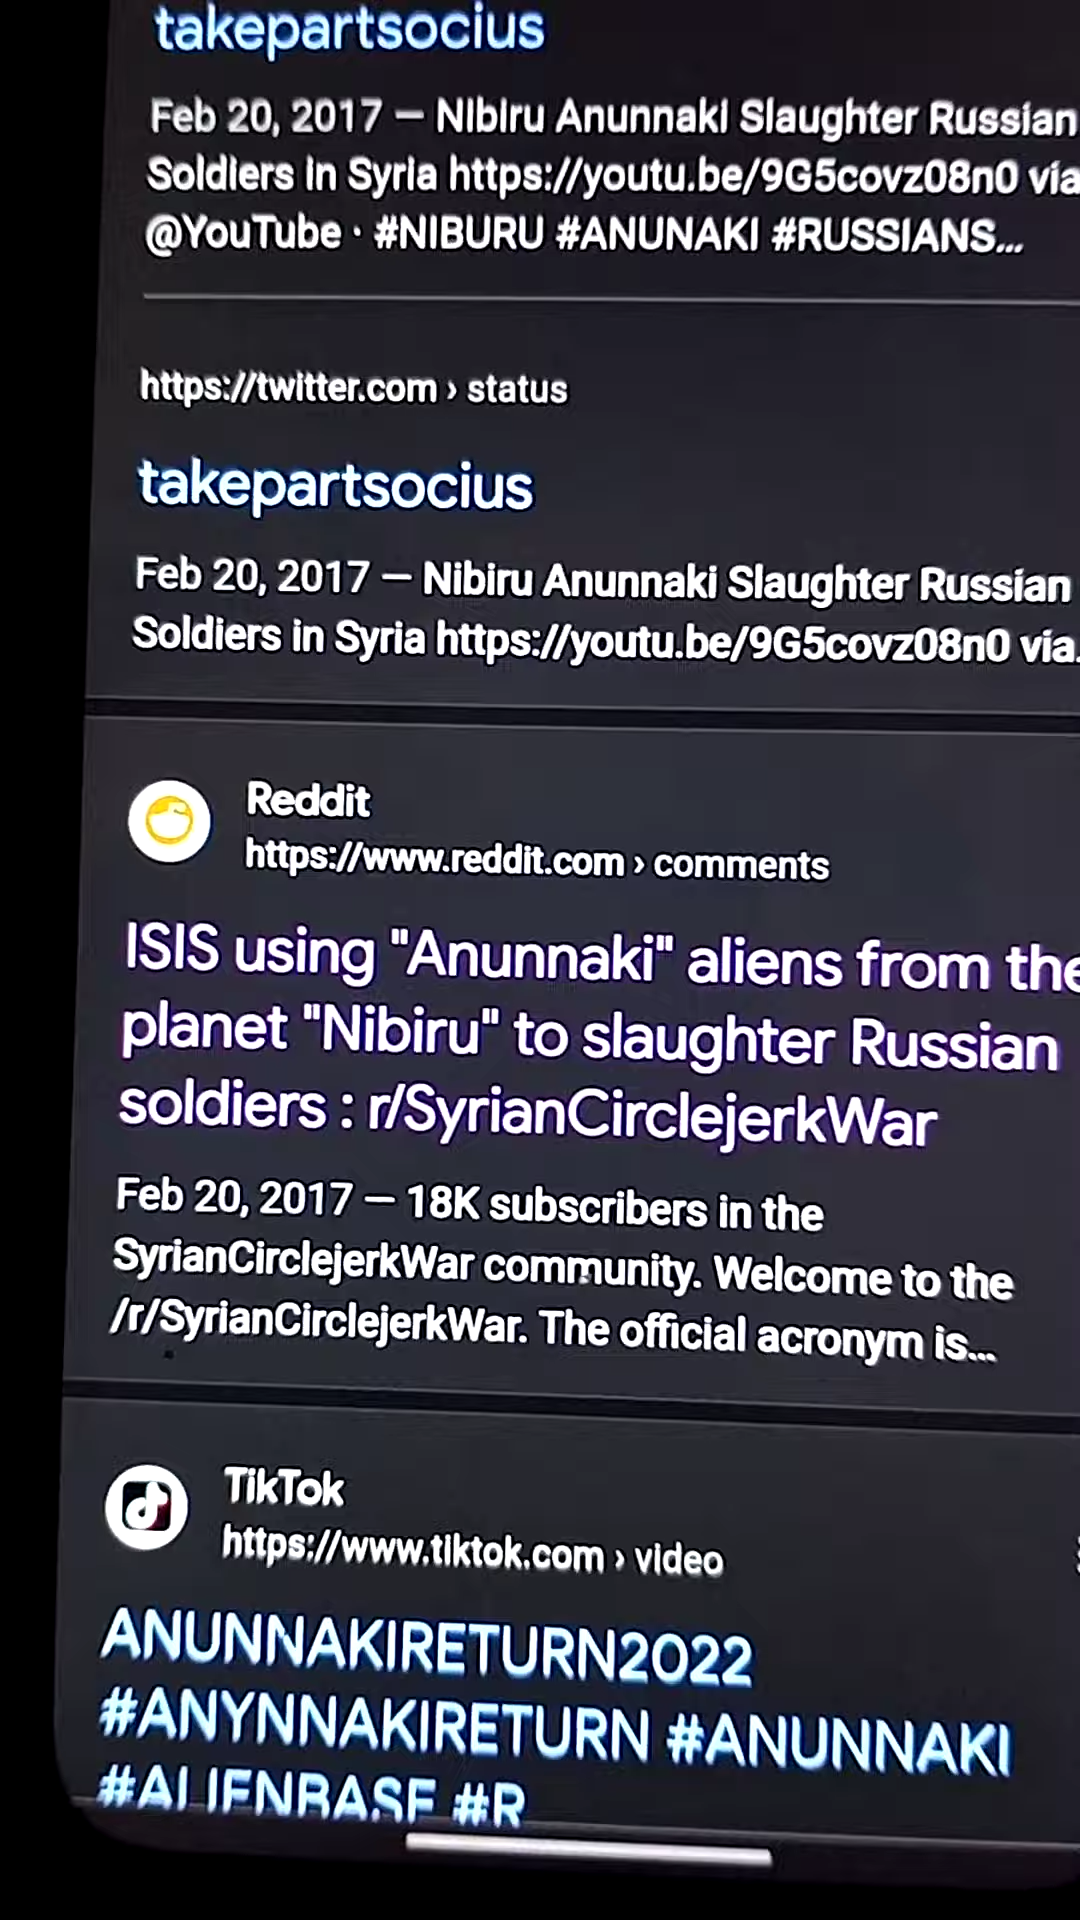 takepartsocius
Feb 20, 2017 — Nibiru Anunnaki Slaughter Russian
Soldiers in Syria https://youtu.be/9G5covz08n0 via
@YouTube · #NIBURU #ANUNAKI #RUSSIANS...
https://twitter.com › status
takepartsocius
Feb 20, 2017 — Nibiru Anunnaki Slaughter Russian
Soldiers in Syria https://youtu.be/9G5covz08n0 via...
Reddit
https://www.reddit.com › comments
ISIS using "Anunnaki" aliens from the
planet "Nibiru" to slaughter Russian
soldiers : r/SyrianCirclejerkWar
Feb 20, 2017 — 18K subscribers in the
SyrianCirclejerkWar community. Welcome to the
/r/SyrianCirclejerkWar. The official acronym is...
TikTok
https://www.tiktok.com › video
ANUNNAKIRETURN2022
#ANYNNAKIRETURN #ANUNNAKI
#ALIENBASE #R